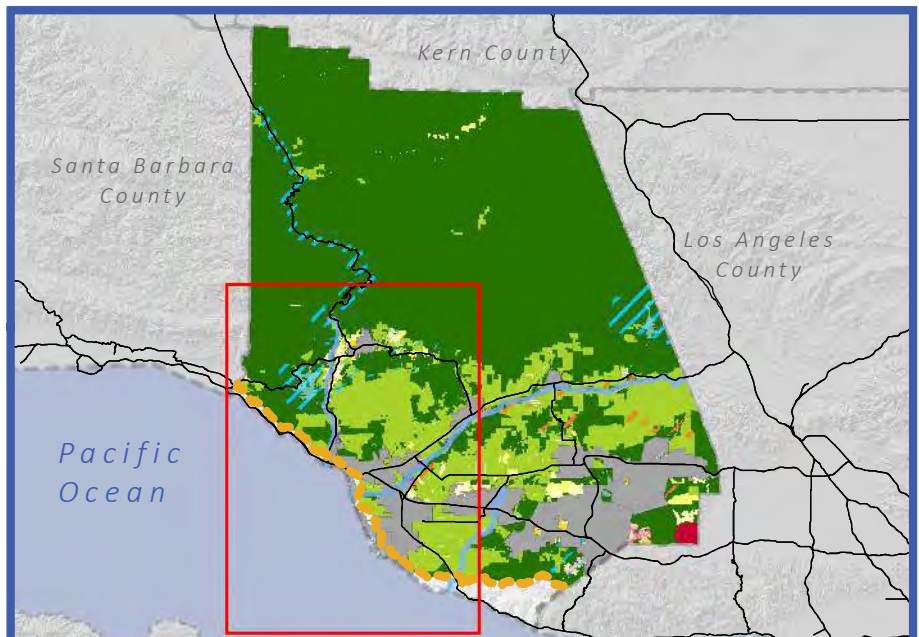 Kern County
Santa Barbara
County
Los Angeles
County
Pacific
Ocean